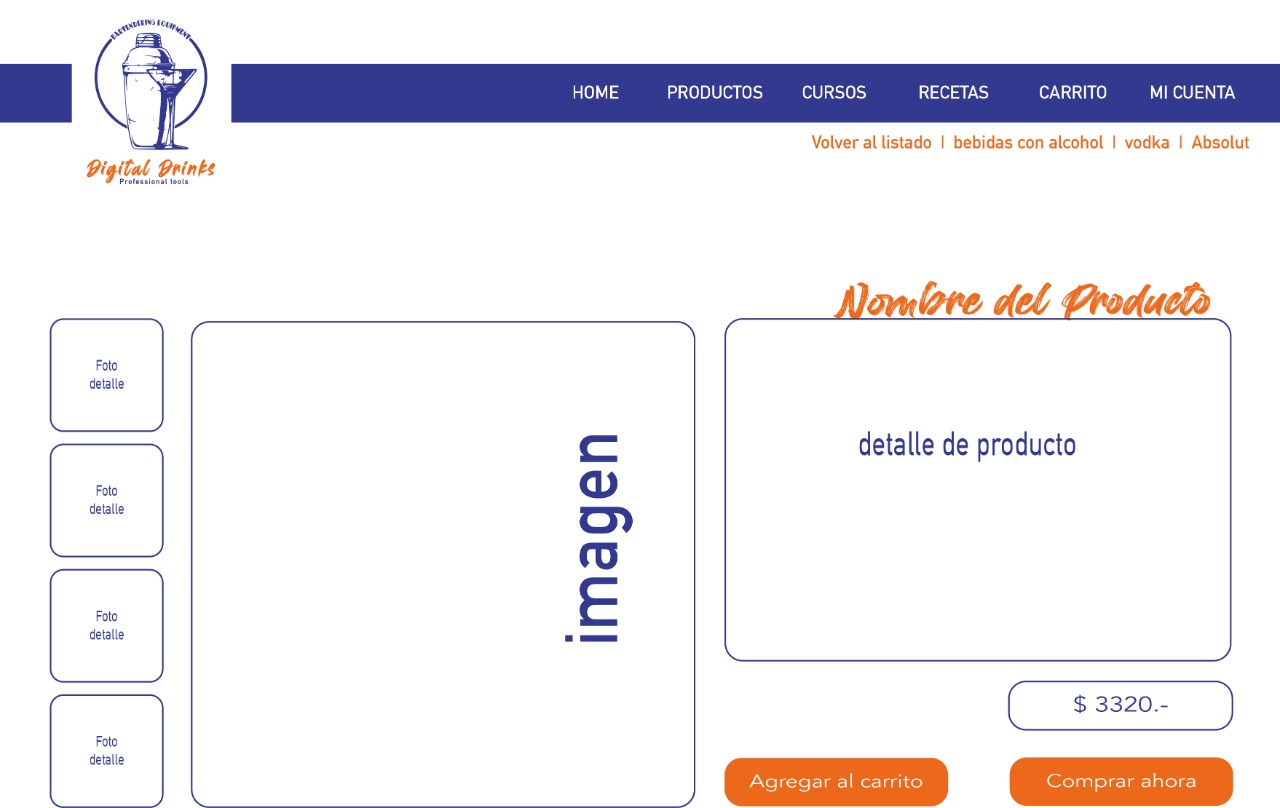 BARTENDERING EQUIPMENT
Digital Drinks
Professional tools
HOME PRODUCTOS CURSOS RECETAS CARRITO MI CUENTA
Volver al listado | bebidas con alcohol | vodka | Absolut
Nombre del Producto
Foto
detalle
Foto
detalle
Foto
detalle
Foto
detalle
imagen
detalle de producto
$ 3320.-
Agregar al carrito
Comprar ahora